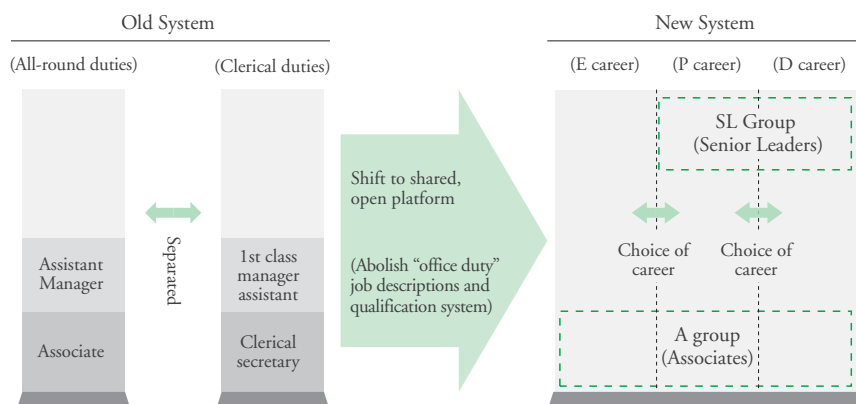 Old System
(All-round duties)
(Clerical duties)
Assistant
Manager
Associate
Separated
1st class
manager
assistant
Clerical
secretary
Shift to shared,
open platform
(Abolish “office duty”
job descriptions and
qualification system)
New System
(E career)
(P career)
(D career)
SL Group
(Senior Leaders)
Choice of
career
Choice of
career
A group
(Associates)